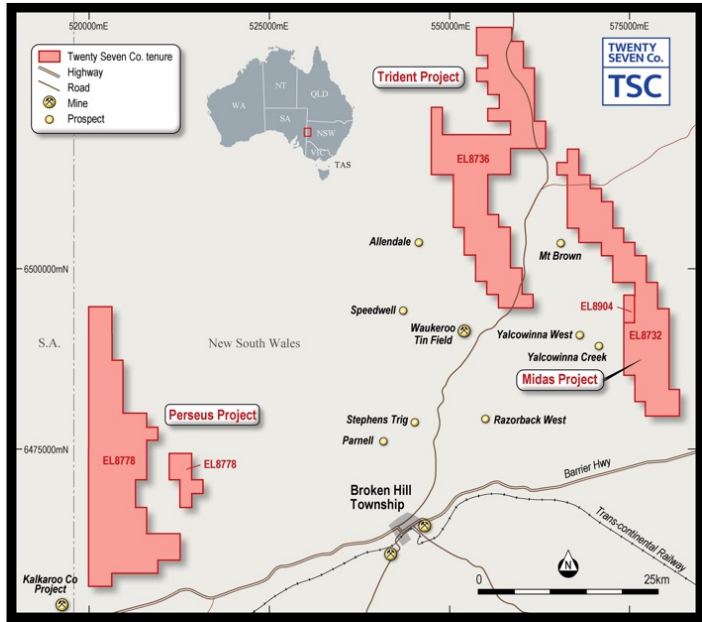 520000mE
525000mE
550000mE
575000mE
Twenty Seven Co. tenure
Highway
Road
Mine
Prospect
WA
NT
SA
QLD
NSW
VIC
TAS
TWENTY
SEVEN Co.
TSC
Trident Project
EL8736
Allendale
Mt Brown
6500000mN
Speedwell
Waukeroo
Tin Field
EL8904
EL8732
Yalcowinna West
Yalcowinna Creek
Midas Project
S.A.
New South Wales
Perseus Project
Stephens Trig
Razorback West
Parnell
6475000mN
EL8778
EL8778
Barrier Hwy
Broken Hill
Township
Trans-continental
Railway
Kalkaroo Co
Project
N
0
25km